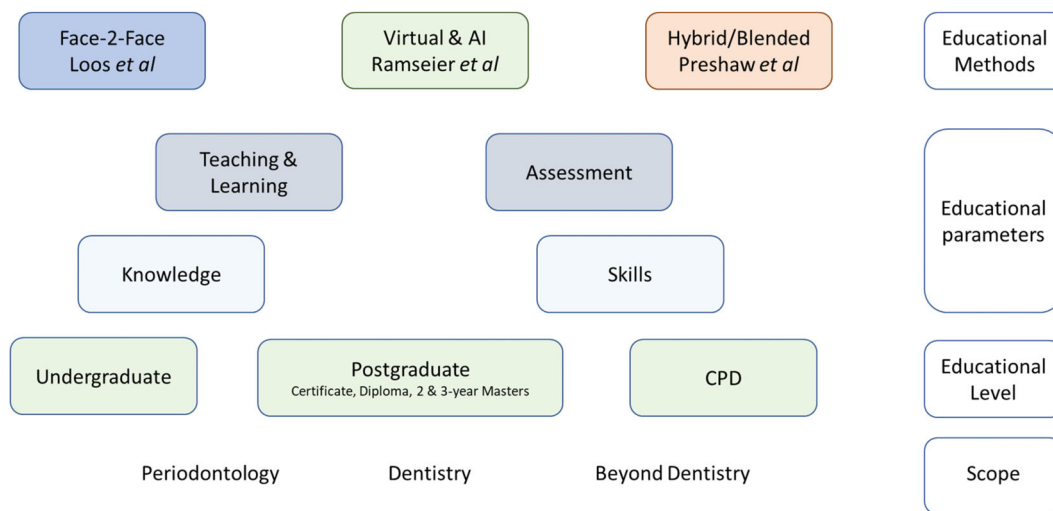 Face-2-Face
Loos et al
Virtual & AI
Ramseier et al
Hybrid/Blended
Preshaw et al
Educational
Methods
Teaching &
Learning
Assessment
Educational
parameters
Knowledge
Skills
Undergraduate
Postgraduate
Certificate, Diploma, 2 & 3-year Masters
CPD
Educational
Level
Periodontology
Dentistry
Beyond Dentistry
Scope